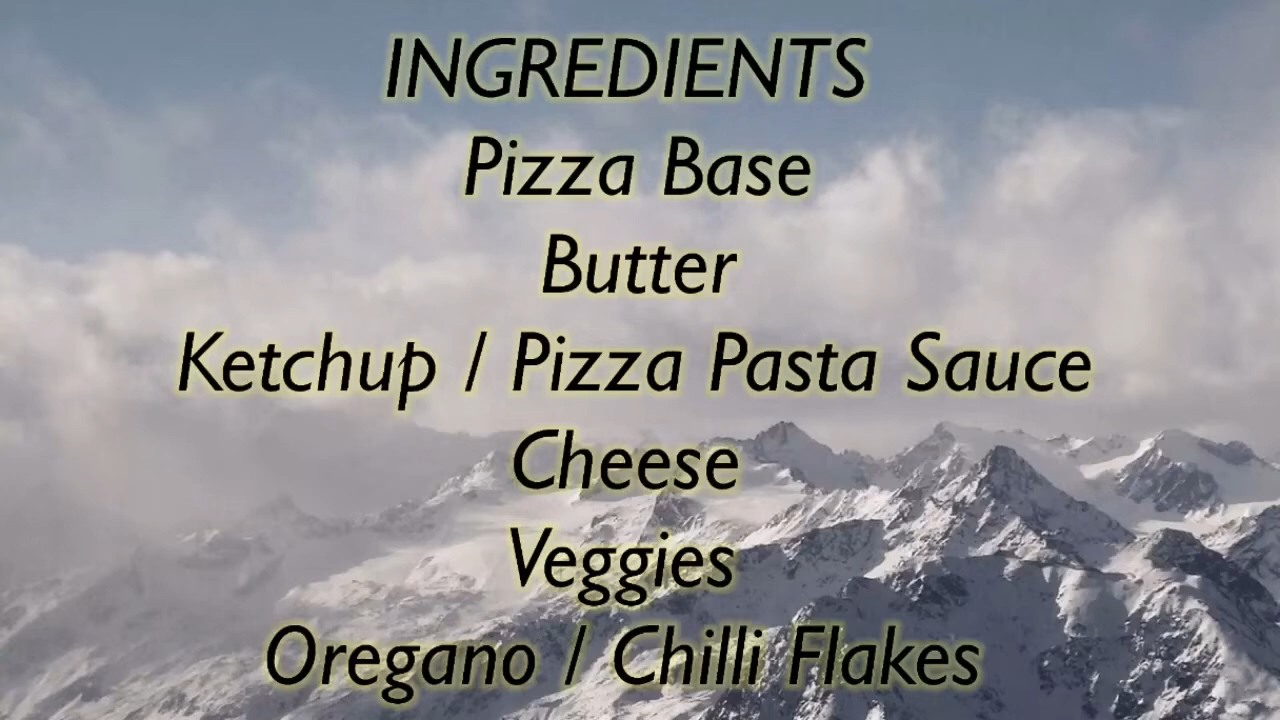 INGREDIENTS
Pizza Base
Butter
Ketchup / Pizza Pasta Sauce
Cheese
Veggies
Oregano / Chilli Flakes